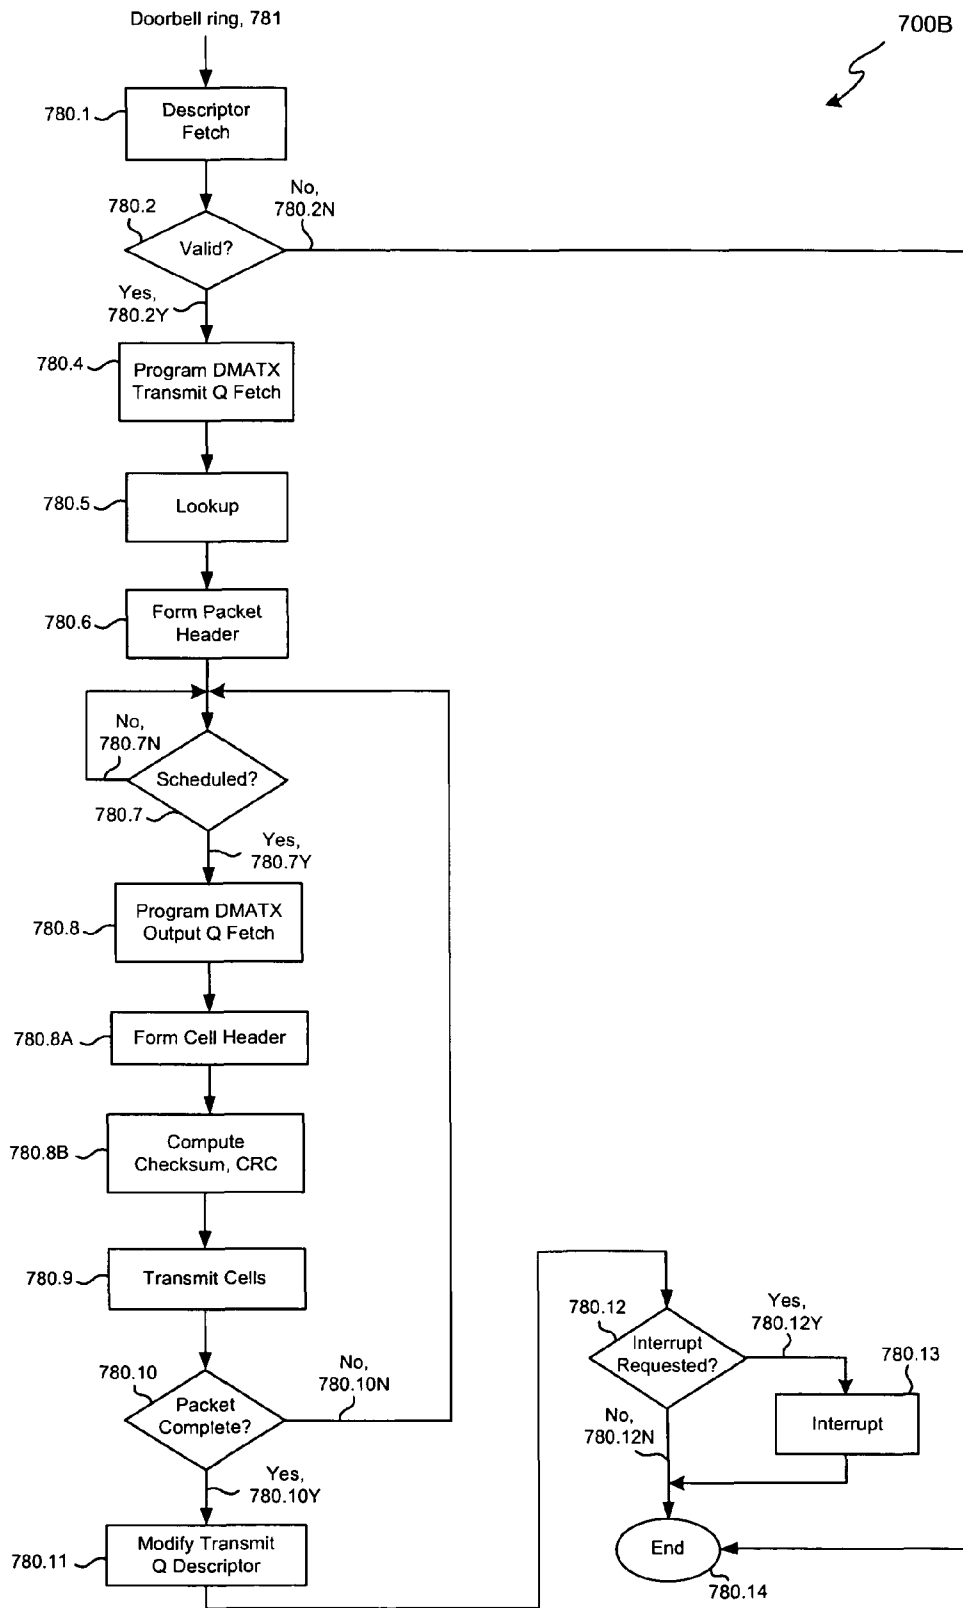 Doorbell ring, 781
700B
780.1
Descriptor
Fetch
780.2
No,
780.2N
Valid?
Yes,
780.2Y
780.4
Program DMATX
Transmit Q Fetch
780.5
Lookup
780.6
Form Packet
Header
No,
780.7N
Scheduled?
780.7
Yes,
780.7Y
780.8
Program DMATX
Output Q Fetch
780.8A
Form Cell Header
780.8B
Compute
Checksum, CRC
780.9
Transmit Cells
780.10
No,
780.10N
Packet
Complete?
Yes,
780.10Y
780.11
Modify Transmit
Q Descriptor
780.12
Yes,
780.12Y
Interrupt
Requested?
780.13
Interrupt
No,
780.12N
End
780.14